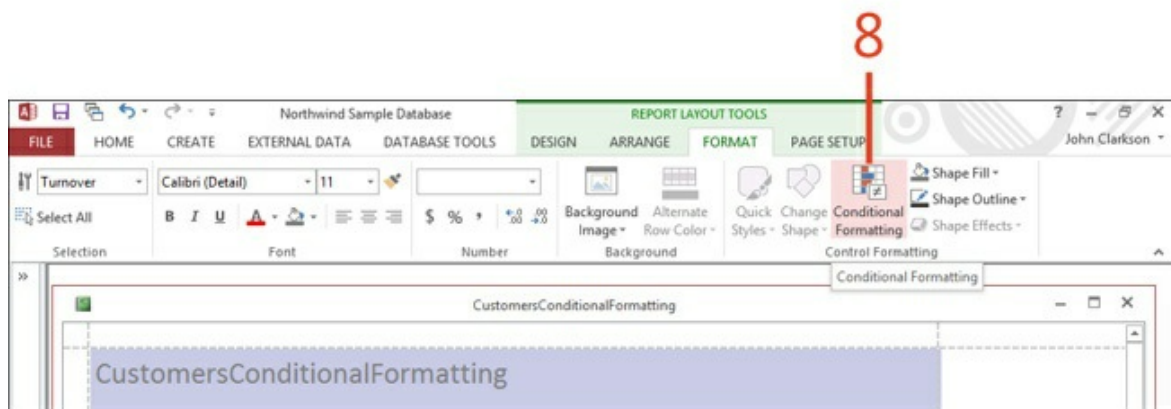 8
Northwind Sample Database REPORT LAYOUT TOOLS ?
FILE HOME CREATE EXTERNAL DATA DATABASE TOOLS DESIGN ARRANGE FORMAT PAGE SETUP John Clarkson
Turnover Calibri (Detail) 11 Shape Fill
Select All B I U A $ % , .00 Background Alternate Quick Change Conditional Shape Outline
Image Row Color Styles Shape Formatting Shape Effects
Selection Font Number Background Control Formatting
» Conditional Formatting
CustomersConditionalFormatting
CustomersConditionalFormatting